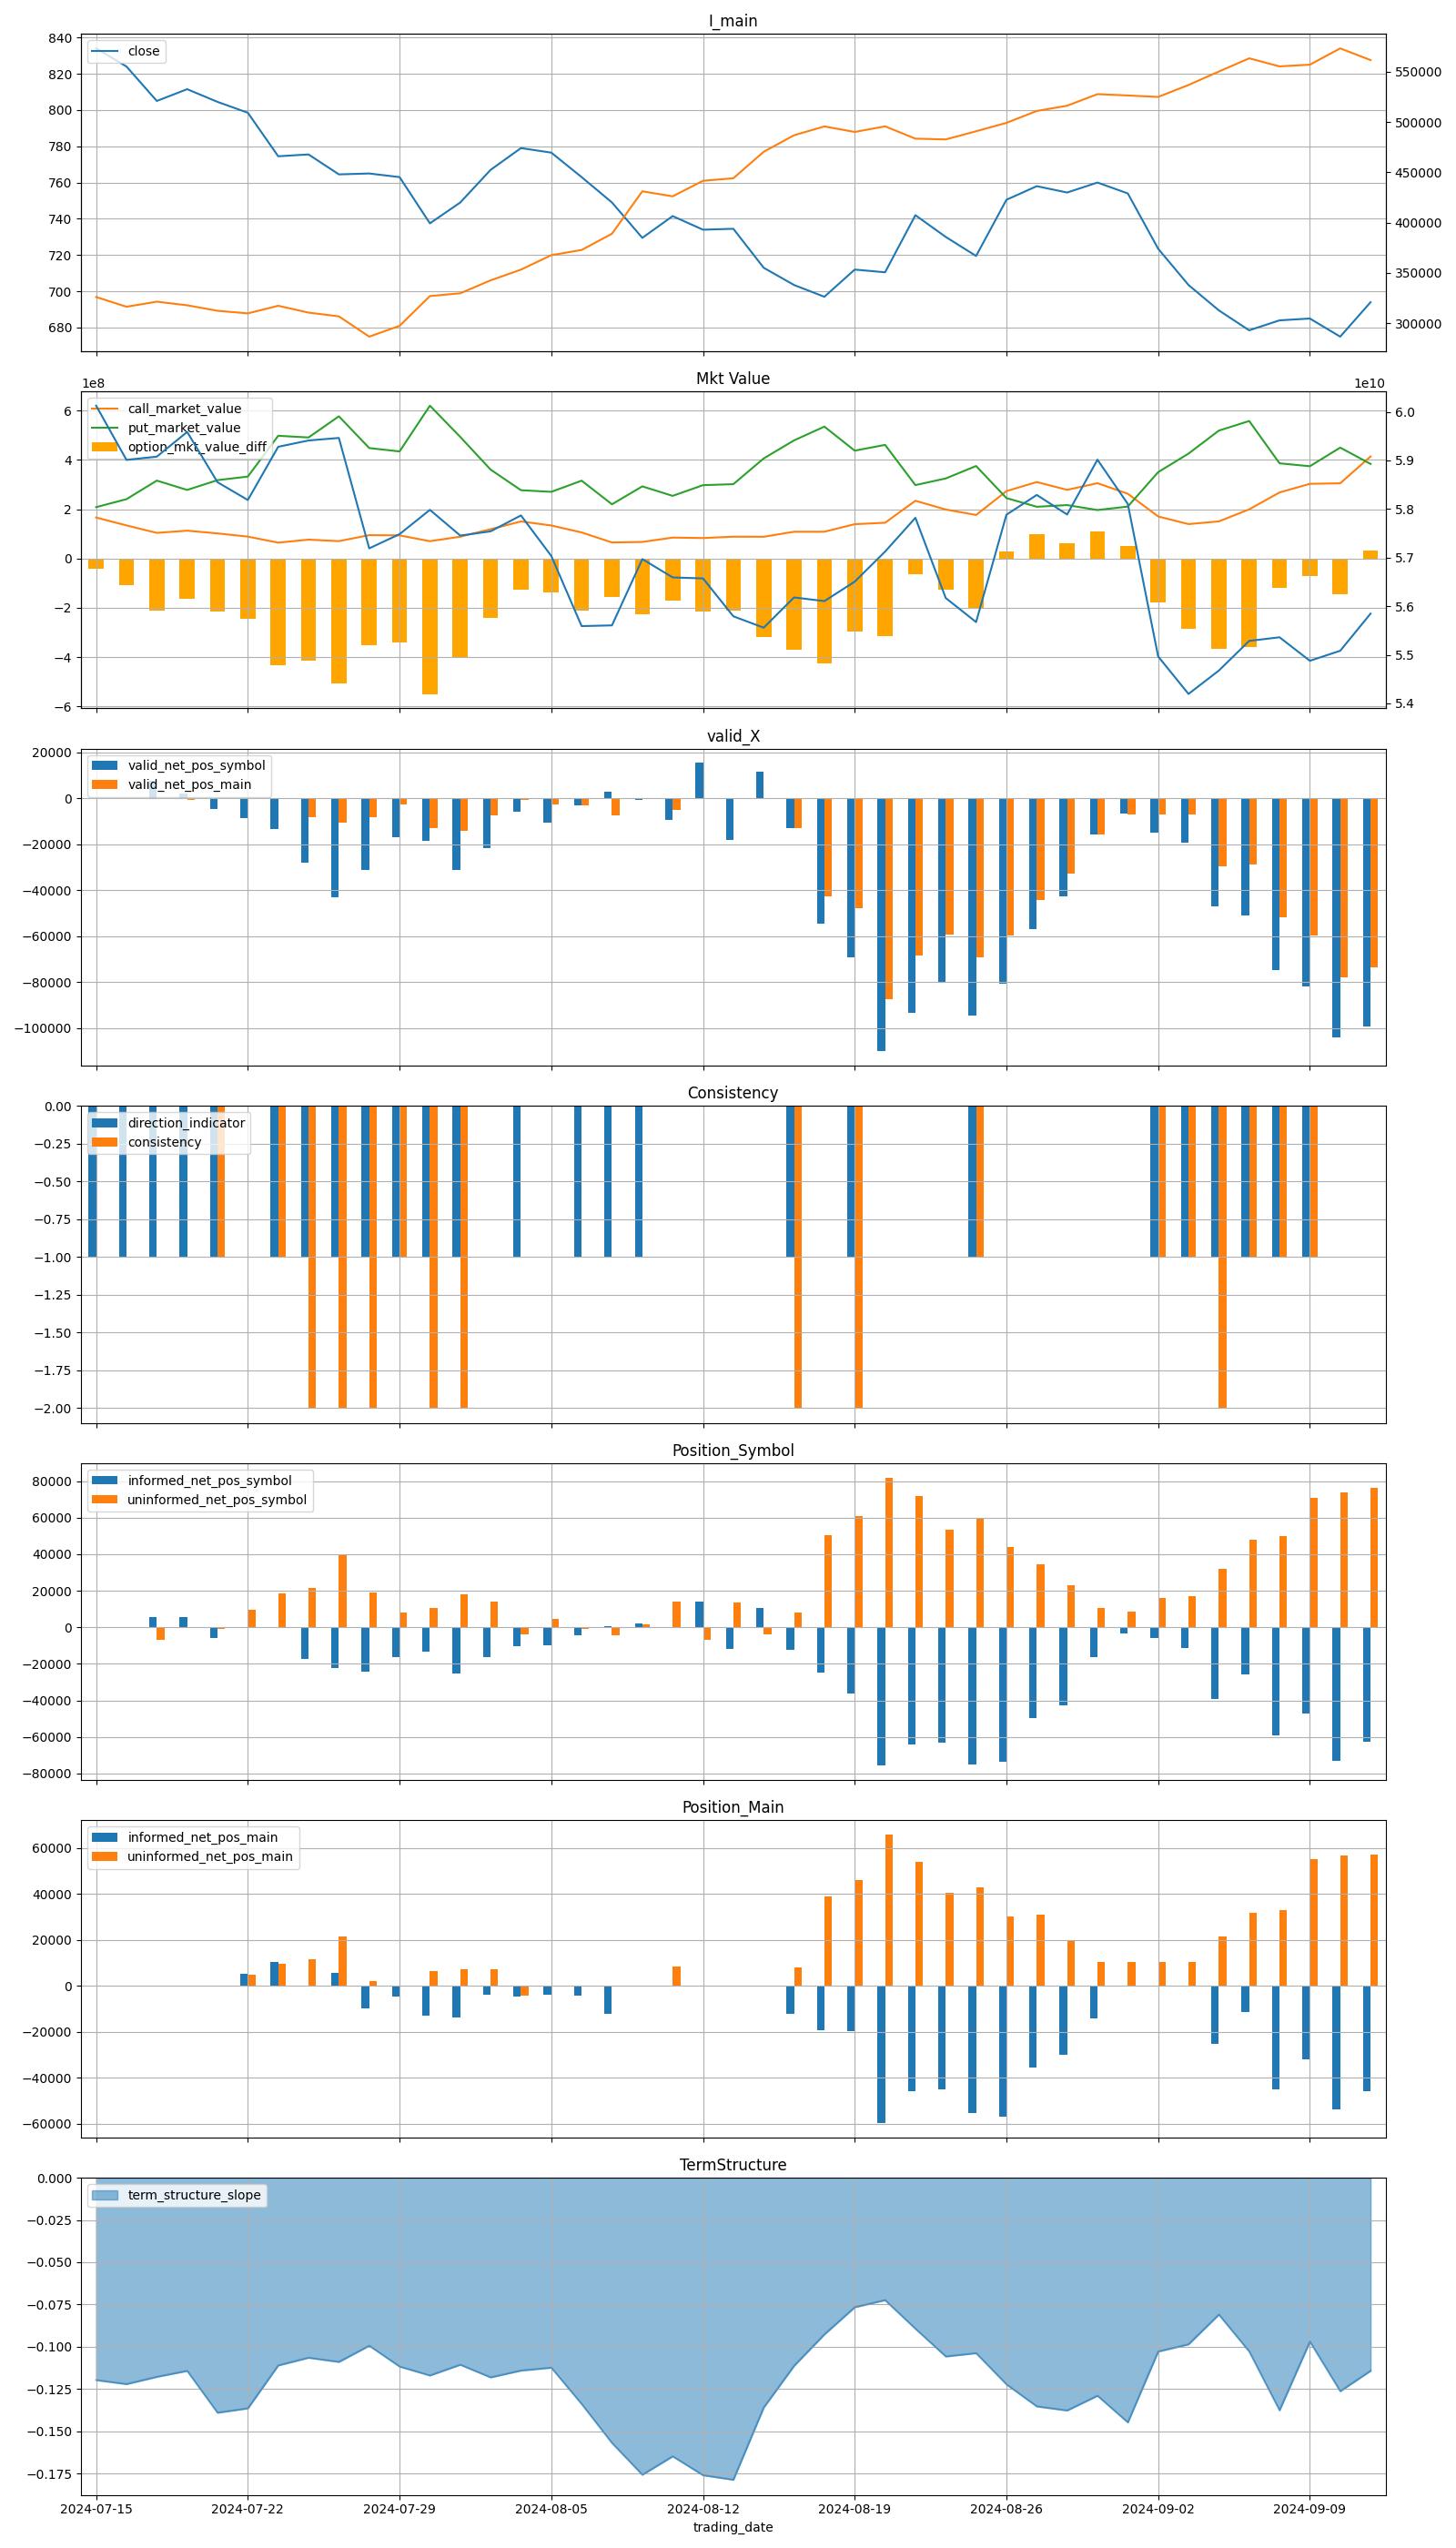 I_main
close
840
820
800
780
760
740
720
700
680
550000
500000
450000
400000
350000
300000
Mkt Value
1e8
1e10
call_market_value
put_market_value
option_mkt_value_diff
6
4
2
0
−2
−4
−6
6.0
5.9
5.8
5.7
5.6
5.5
5.4
valid_X
valid_net_pos_symbol
valid_net_pos_main
20000
0
−20000
−40000
−60000
−80000
−100000
Consistency
direction_indicator
consistency
0.00
−0.25
−0.50
−0.75
−1.00
−1.25
−1.50
−1.75
−2.00
Position_Symbol
informed_net_pos_symbol
uninformed_net_pos_symbol
80000
60000
40000
20000
0
−20000
−40000
−60000
−80000
Position_Main
informed_net_pos_main
uninformed_net_pos_main
60000
40000
20000
0
−20000
−40000
−60000
TermStructure
term_structure_slope
0.000
−0.025
−0.050
−0.075
−0.100
−0.125
−0.150
−0.175
2024-07-15 2024-07-22 2024-07-29 2024-08-05 2024-08-12 2024-08-19 2024-08-26 2024-09-02 2024-09-09
trading_date